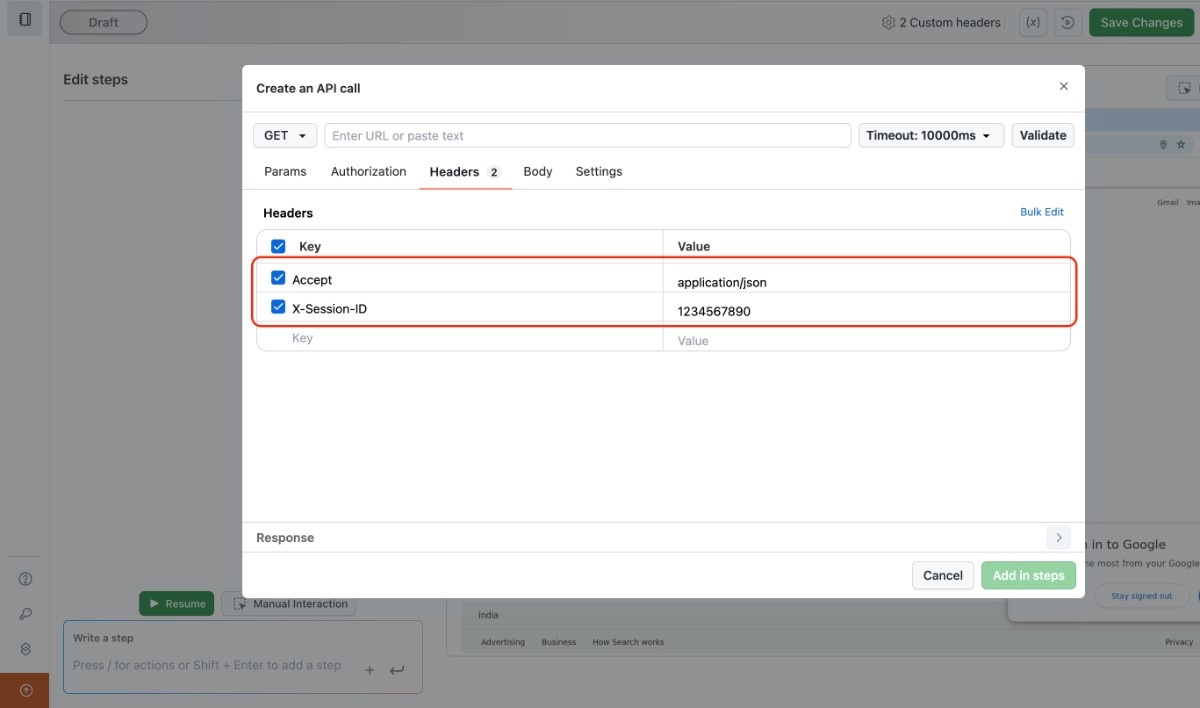 Draft
2 Custom headers
(x)
Save Changes
Edit steps
Create an API call
GET
Enter URL or paste text
Timeout: 10000ms
Validate
Params Authorization Headers 2 Body Settings
Gmail
Headers
Bulk Edit
Key Value
Accept application/json
X-Session-ID 1234567890
Key Value
Response
in to Google
most from your Google
Cancel
Add in steps
Stay signed out
Resume
Manual Interaction
India
Write a step
Advertising Business How Search works Privacy
Press / for actions or Shift + Enter to add a step